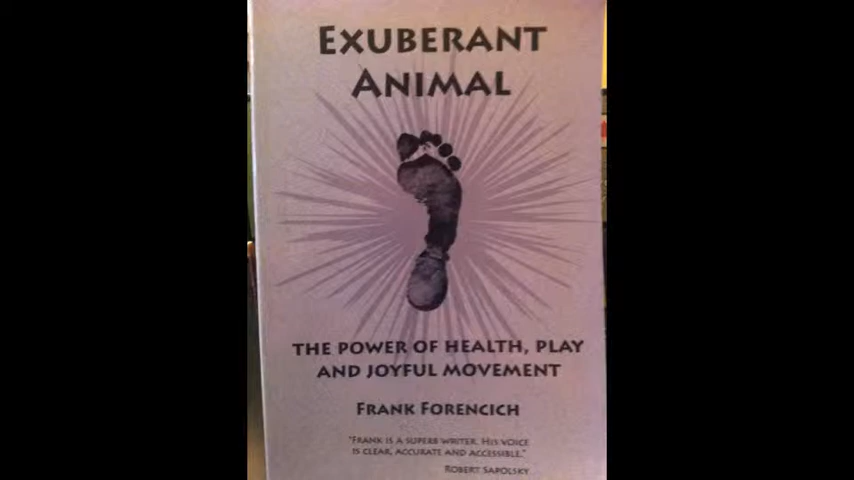 EXUBERANT
ANIMAL
THE POWER OF HEALTH, PLAY
AND JOYFUL MOVEMENT
FRANK FORENCICH
"FRANK IS A SUPERB WRITER. HIS VOICE
IS CLEAR, ACCURATE AND ACCESSIBLE."
ROBERT SAPOLSKY